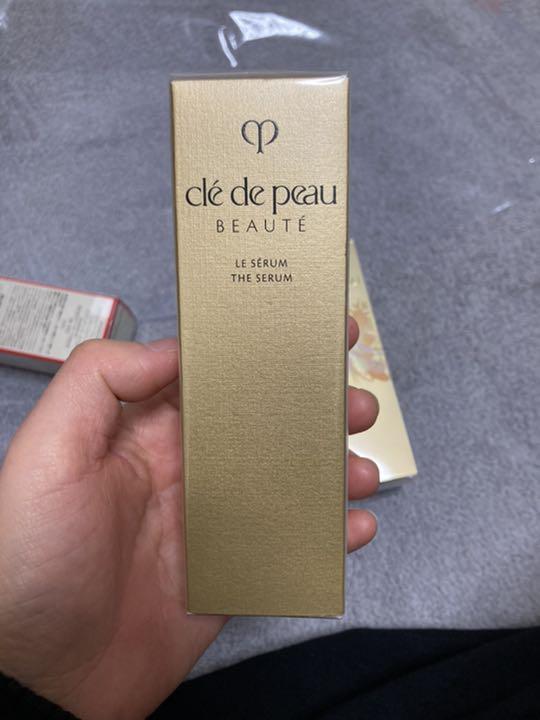 clé de peau
BEAUTÉ
LE SÉRUM
THE SERUM